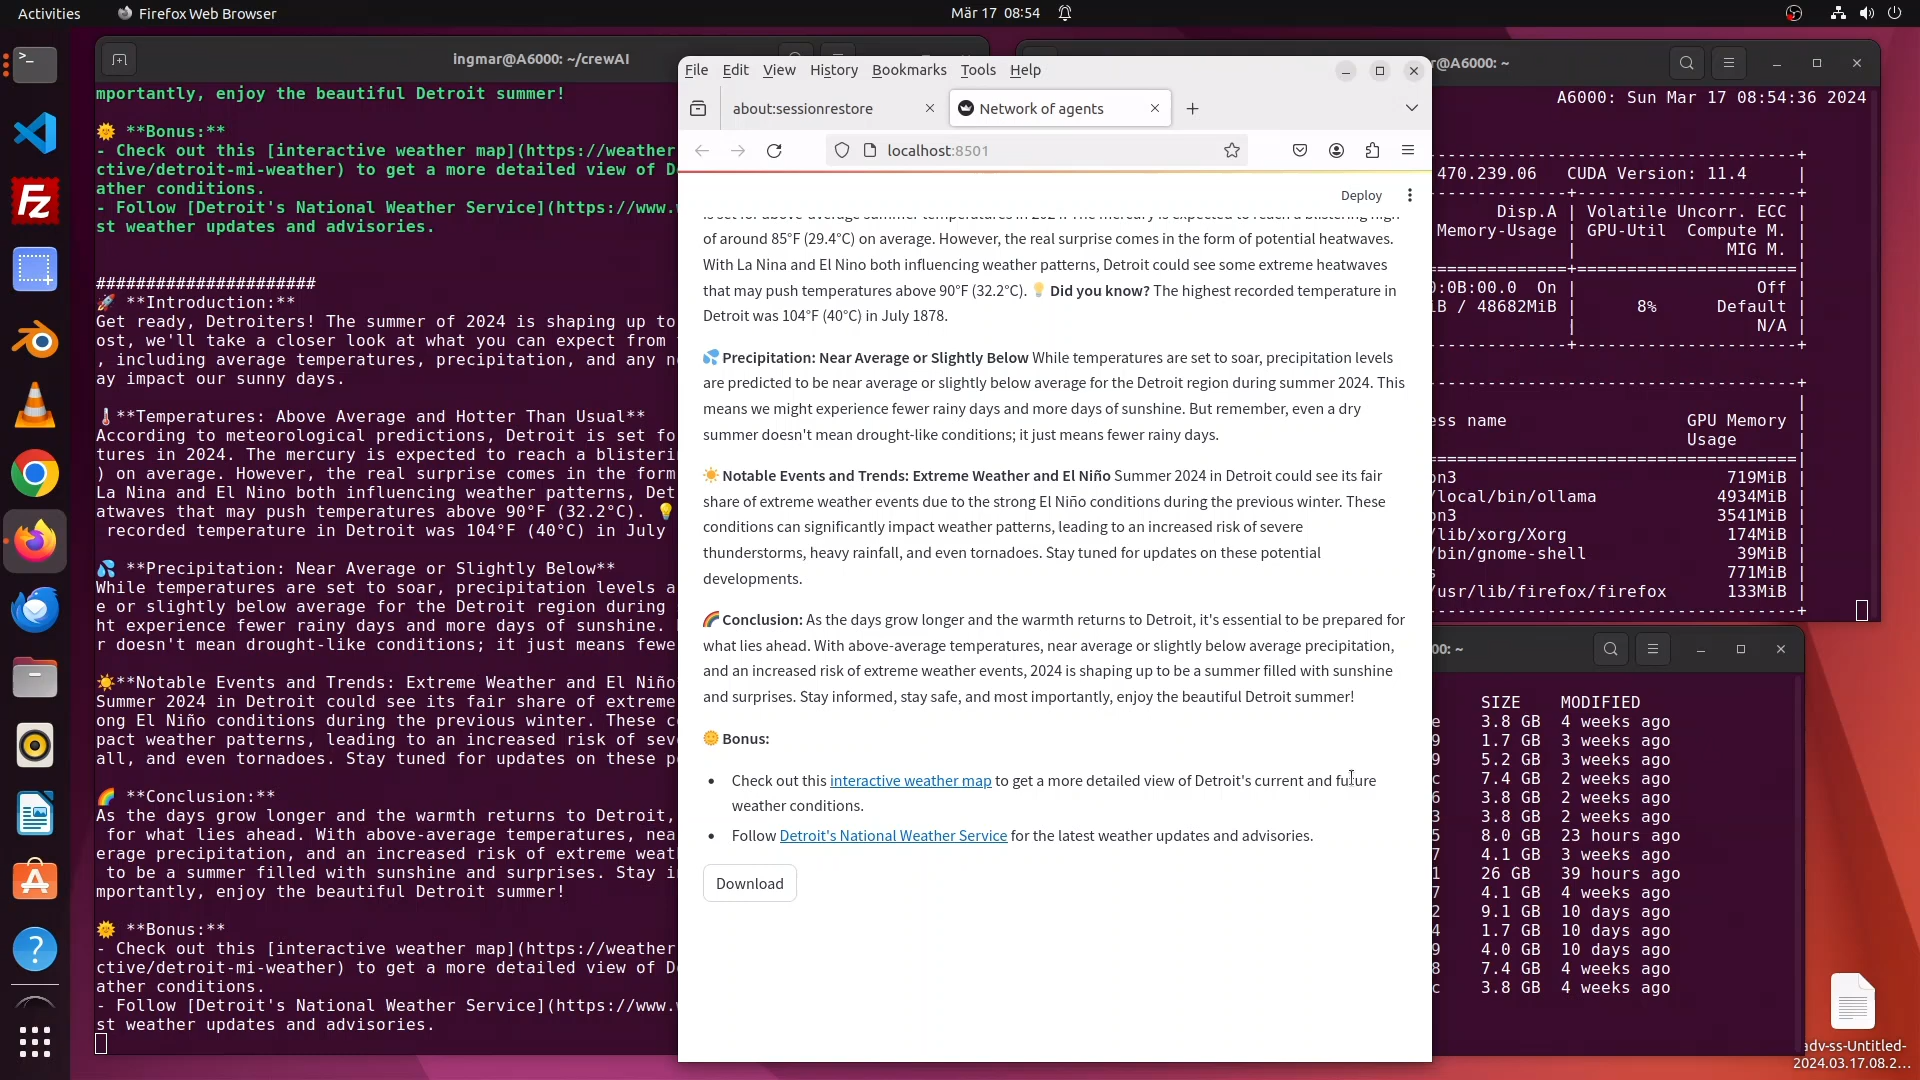 Activities
Firefox Web Browser
Mär 17 08:54
ingmar@A6000: ~/crewAI
mportantly, enjoy the beautiful Detroit summer!
🌞 **Bonus:**
- Check out this [interactive weather map](https://weather
ctive/detroit-mi-weather) to get a more detailed view of D
ather conditions.
- Follow [Detroit's National Weather Service](https://www.
st weather updates and advisories.
######################
🚀 **Introduction:**
Get ready, Detroiters! The summer of 2024 is shaping up to
ost, we'll take a closer look at what you can expect from
, including average temperatures, precipitation, and any n
ay impact our sunny days.
🌡️**Temperatures: Above Average and Hotter Than Usual**
According to meteorological predictions, Detroit is set fo
tures in 2024. The mercury is expected to reach a blisterin
) on average. However, the real surprise comes in the form
La Nina and El Nino both influencing weather patterns, Det
atwaves that may push temperatures above 90°F (32.2°C). 💡
recorded temperature in Detroit was 104°F (40°C) in July
💦 **Precipitation: Near Average or Slightly Below**
While temperatures are set to soar, precipitation levels a
e or slightly below average for the Detroit region during
ht experience fewer rainy days and more days of sunshine.
r doesn't mean drought-like conditions; it just means fewe
☀️**Notable Events and Trends: Extreme Weather and El Niño
Summer 2024 in Detroit could see its fair share of extreme
ong El Niño conditions during the previous winter. These c
pact weather patterns, leading to an increased risk of sev
all, and even tornadoes. Stay tuned for updates on these p
🌈 **Conclusion:**
As the days grow longer and the warmth returns to Detroit,
for what lies ahead. With above-average temperatures, nea
erage precipitation, and an increased risk of extreme weat
to be a summer filled with sunshine and surprises. Stay i
mportantly, enjoy the beautiful Detroit summer!
🌞 **Bonus:**
- Check out this [interactive weather map](https://weather
ctive/detroit-mi-weather) to get a more detailed view of D
ather conditions.
- Follow [Detroit's National Weather Service](https://www.
st weather updates and advisories.
File Edit View History Bookmarks Tools Help
about:sessionrestore
Network of agents
localhost:8501
Deploy
is set for above-average summer temperatures in 2024. The mercury is expected to reach a blistering high
of around 85°F (29.4°C) on average. However, the real surprise comes in the form of potential heatwaves.
With La Nina and El Nino both influencing weather patterns, Detroit could see some extreme heatwaves
that may push temperatures above 90°F (32.2°C). 💡 Did you know? The highest recorded temperature in
Detroit was 104°F (40°C) in July 1878.
💦 Precipitation: Near Average or Slightly Below While temperatures are set to soar, precipitation levels
are predicted to be near average or slightly below average for the Detroit region during summer 2024. This
means we might experience fewer rainy days and more days of sunshine. But remember, even a dry
summer doesn't mean drought-like conditions; it just means fewer rainy days.
☀️ Notable Events and Trends: Extreme Weather and El Niño Summer 2024 in Detroit could see its fair
share of extreme weather events due to the strong El Niño conditions during the previous winter. These
conditions can significantly impact weather patterns, leading to an increased risk of severe
thunderstorms, heavy rainfall, and even tornadoes. Stay tuned for updates on these potential
developments.
🌈 Conclusion: As the days grow longer and the warmth returns to Detroit, it's essential to be prepared for
what lies ahead. With above-average temperatures, near average or slightly below average precipitation,
and an increased risk of extreme weather events, 2024 is shaping up to be a summer filled with sunshine
and surprises. Stay informed, stay safe, and most importantly, enjoy the beautiful Detroit summer!
🌞 Bonus:
• Check out this interactive weather map to get a more detailed view of Detroit's current and future
weather conditions.
• Follow Detroit's National Weather Service for the latest weather updates and advisories.
Download
r@A6000: ~
A6000: Sun Mar 17 08:54:36 2024
-------------------------------------+
470.239.06 CUDA Version: 11.4 |
--------------+----------------------+
Disp.A | Volatile Uncorr. ECC |
Memory-Usage | GPU-Util Compute M. |
| MIG M. |
==============+======================|
:0B:00.0 On | Off |
iB / 48682MiB | 8% Default |
| N/A |
--------------+----------------------+
-------------------------------------+
|
ess name GPU Memory |
Usage |
=====================================|
on3 719MiB |
/local/bin/ollama 4934MiB |
on3 3541MiB |
/lib/xorg/Xorg 174MiB |
/bin/gnome-shell 39MiB |
s 771MiB |
/usr/lib/firefox/firefox 133MiB |
-------------------------------------+
00: ~
SIZE MODIFIED
e 3.8 GB 4 weeks ago
9 1.7 GB 3 weeks ago
9 5.2 GB 3 weeks ago
c 7.4 GB 2 weeks ago
6 3.8 GB 2 weeks ago
3 3.8 GB 2 weeks ago
5 8.0 GB 23 hours ago
7 4.1 GB 3 weeks ago
1 26 GB 39 hours ago
7 4.1 GB 4 weeks ago
2 9.1 GB 10 days ago
4 1.7 GB 10 days ago
9 4.0 GB 10 days ago
8 7.4 GB 4 weeks ago
c 3.8 GB 4 weeks ago
adv-ss-Untitled-
2024.03.17.08.2...